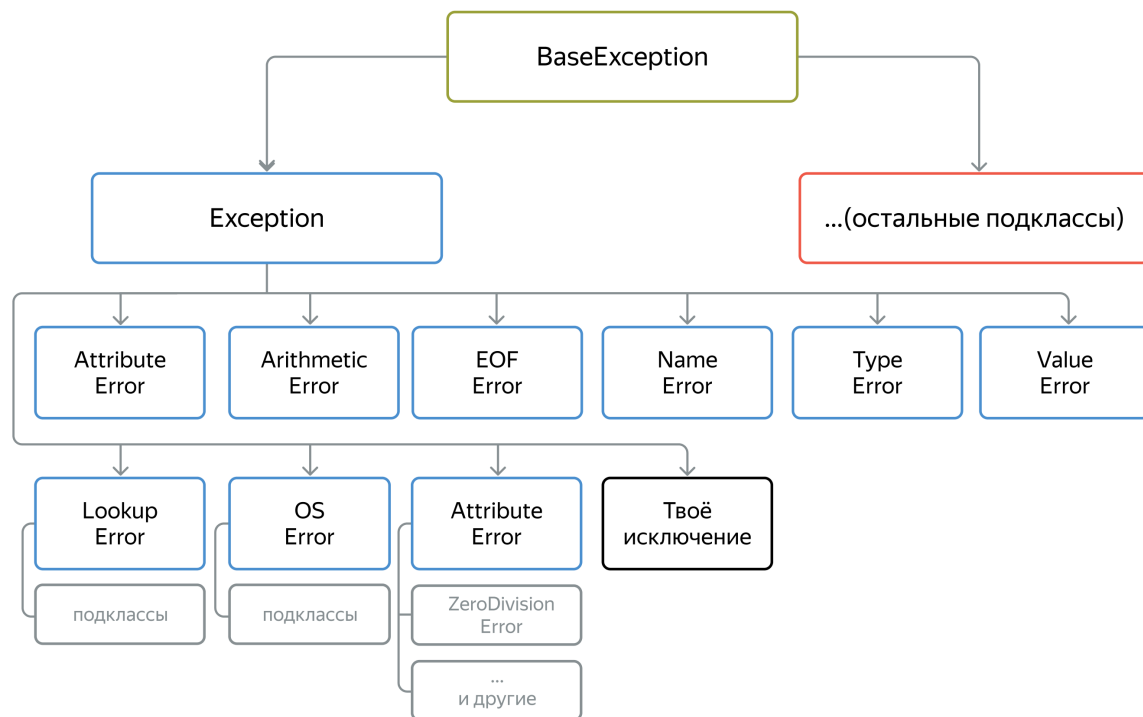 BaseException
Exception
...(остальные подклассы)
Attribute
Error
Arithmetic
Error
EOF
Error
Name
Error
Type
Error
Value
Error
Lookup
Error
OS
Error
Attribute
Error
Твоё
исключение
подклассы
подклассы
ZeroDivision
Error
...
и другие